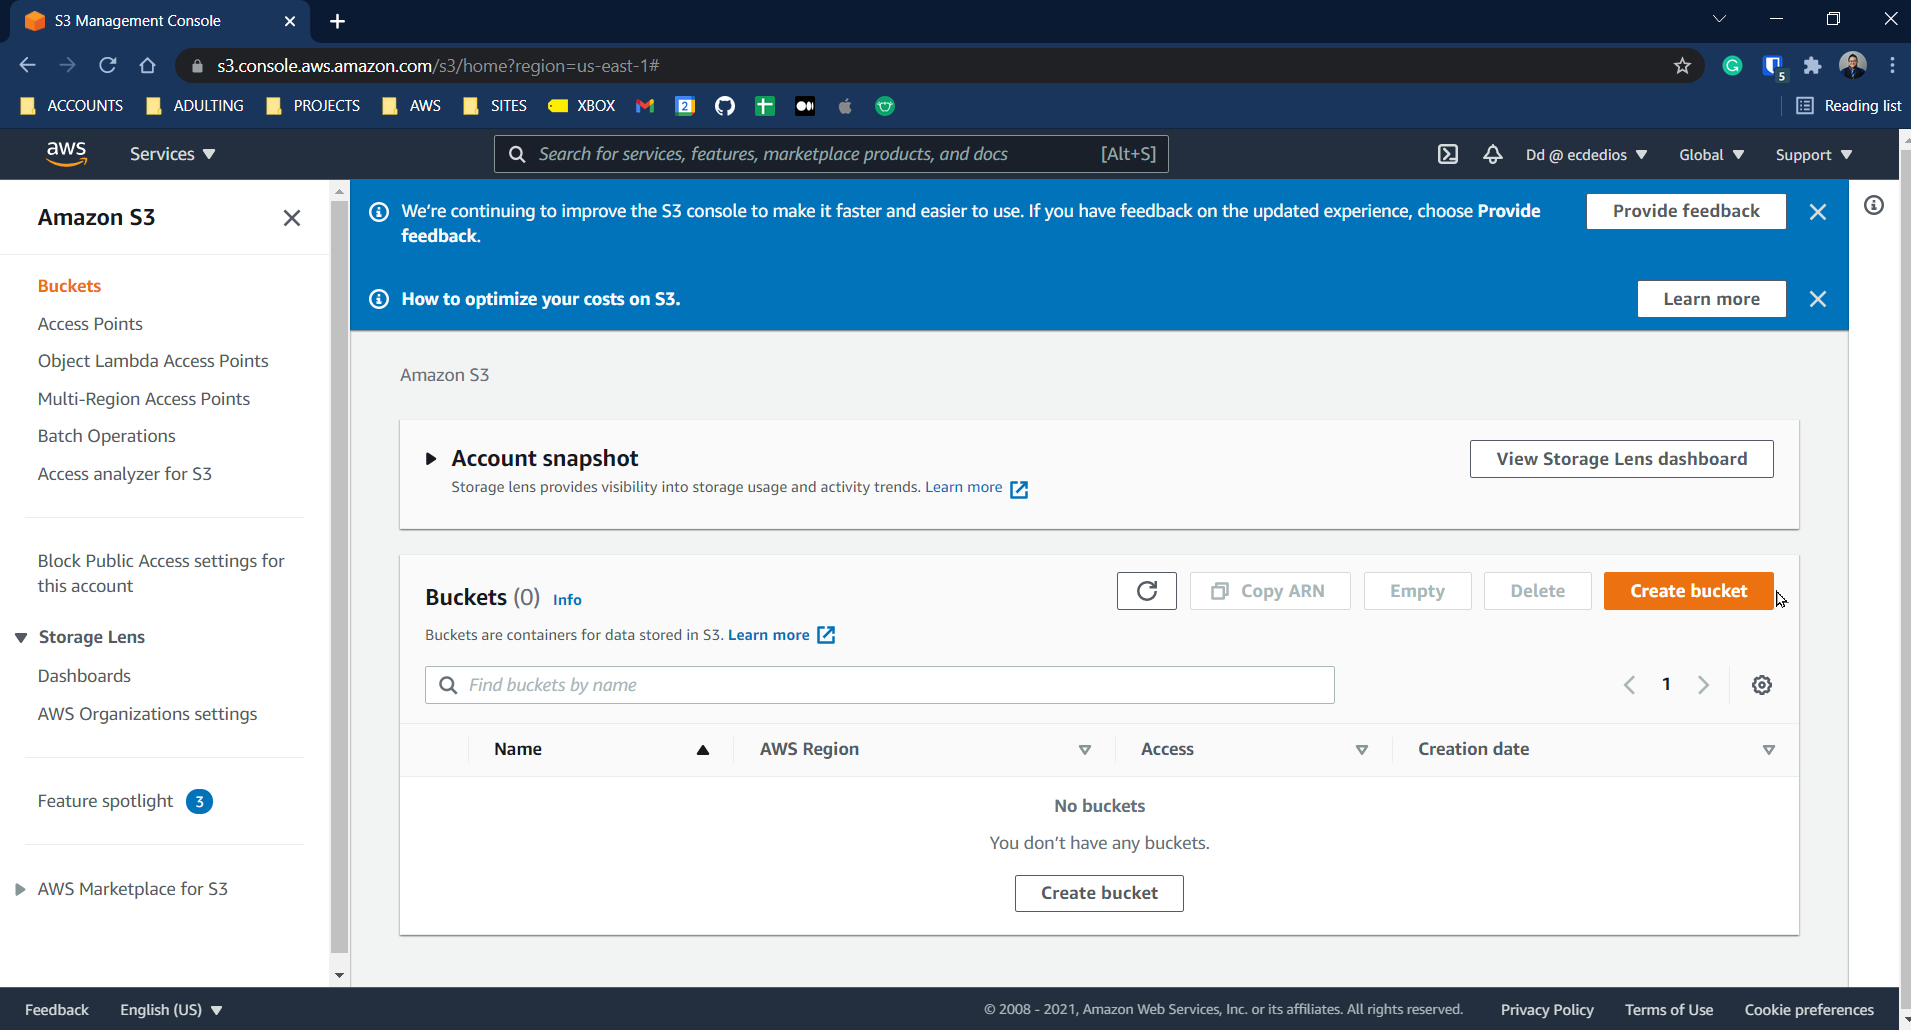 S3 Management Console
s3.console.aws.amazon.com/s3/home?region=us-east-1#
5
ACCOUNTS ADULTING PROJECTS AWS SITES XBOX 2 Reading list
aws Services Search for services, features, marketplace products, and docs [Alt+S] Dd @ ecdedios Global Support
Amazon S3
Buckets
Access Points
Object Lambda Access Points
Multi-Region Access Points
Batch Operations
Access analyzer for S3
Block Public Access settings for
this account
Storage Lens
Dashboards
AWS Organizations settings
Feature spotlight 3
AWS Marketplace for S3
We're continuing to improve the S3 console to make it faster and easier to use. If you have feedback on the updated experience, choose Provide
feedback.
Provide feedback
How to optimize your costs on S3.
Learn more
Amazon S3
Account snapshot
View Storage Lens dashboard
Storage lens provides visibility into storage usage and activity trends. Learn more
Buckets (0) Info
Copy ARN Empty Delete Create bucket
Buckets are containers for data stored in S3. Learn more
Find buckets by name
1
Name AWS Region Access Creation date
No buckets
You don't have any buckets.
Create bucket
Feedback English (US) © 2008 - 2021, Amazon Web Services, Inc. or its affiliates. All rights reserved. Privacy Policy Terms of Use Cookie preferences